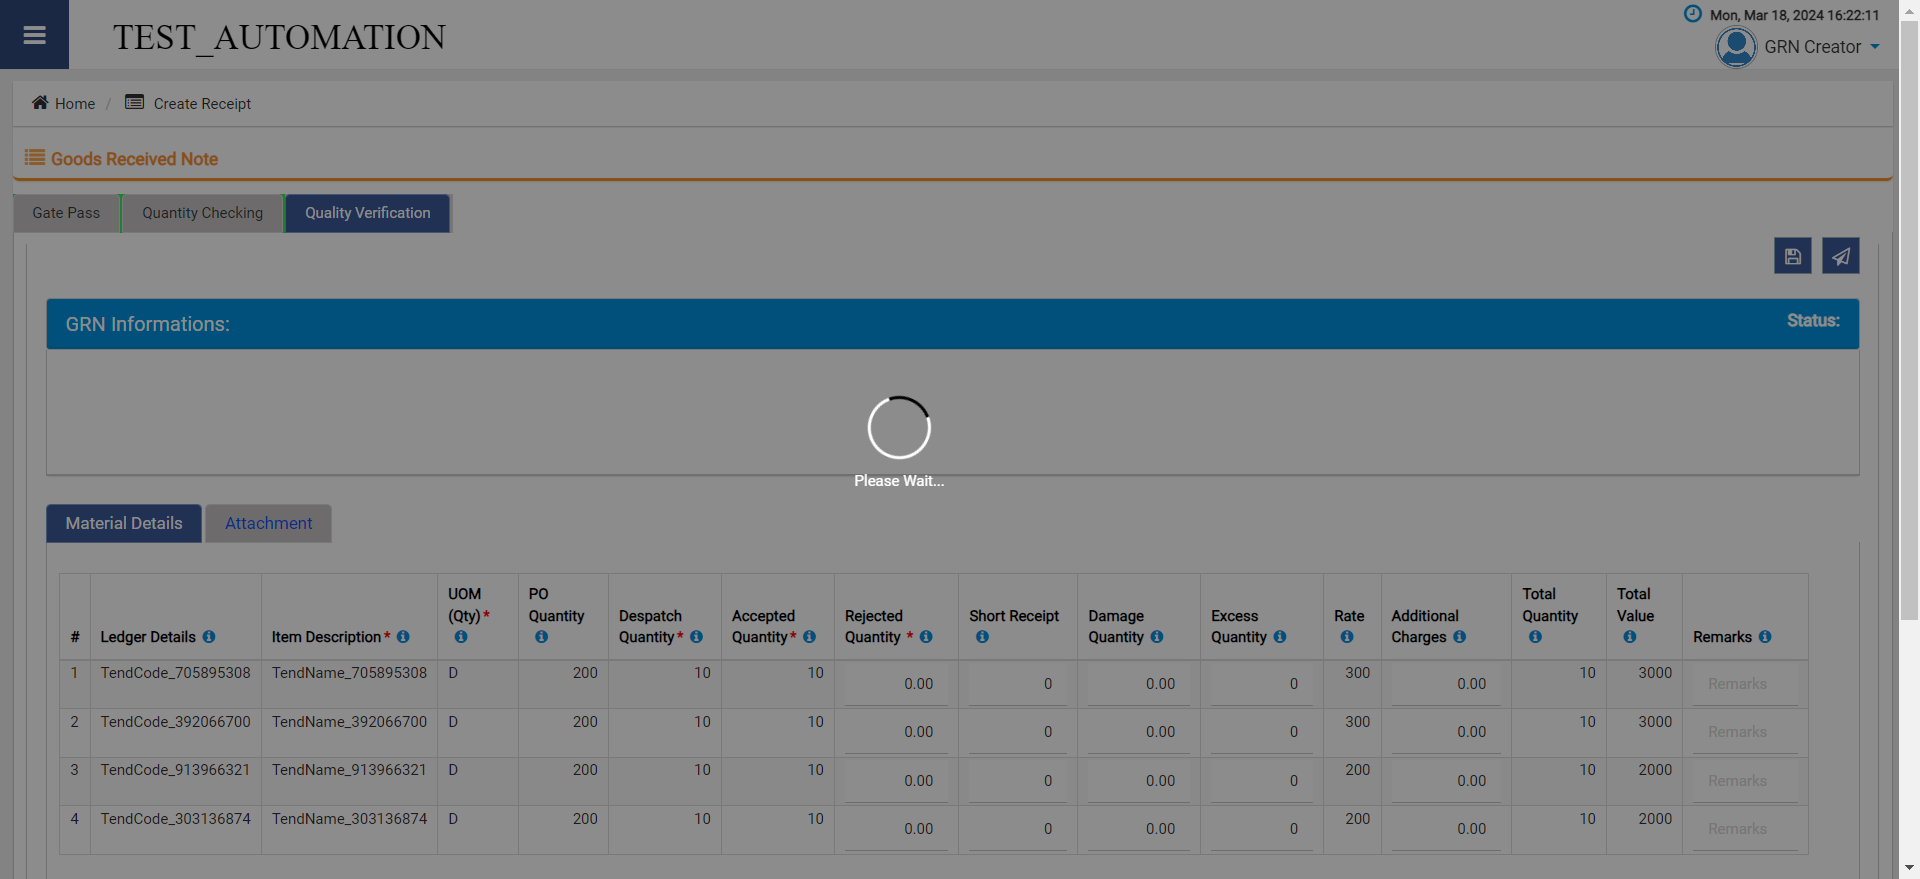 TEST_AUTOMATION
Mon, Mar 18, 2024 16:22:11
GRN Creator
Home / Create Receipt
Goods Received Note
Gate Pass Quantity Checking Quality Verification
GRN Informations: Status:
Please Wait...
Material Details Attachment
# Ledger Details Item Description * UOM (Qty) * PO Quantity Despatch Quantity * Accepted Quantity * Rejected Quantity * Short Receipt Damage Quantity Excess Quantity Rate Additional Charges Total Quantity Total Value Remarks
1 TendCode_705895308 TendName_705895308 D 200 10 10 0.00 0 0.00 0 300 0.00 10 3000 Remarks
2 TendCode_392066700 TendName_392066700 D 200 10 10 0.00 0 0.00 0 300 0.00 10 3000 Remarks
3 TendCode_913966321 TendName_913966321 D 200 10 10 0.00 0 0.00 0 200 0.00 10 2000 Remarks
4 TendCode_303136874 TendName_303136874 D 200 10 10 0.00 0 0.00 0 200 0.00 10 2000 Remarks